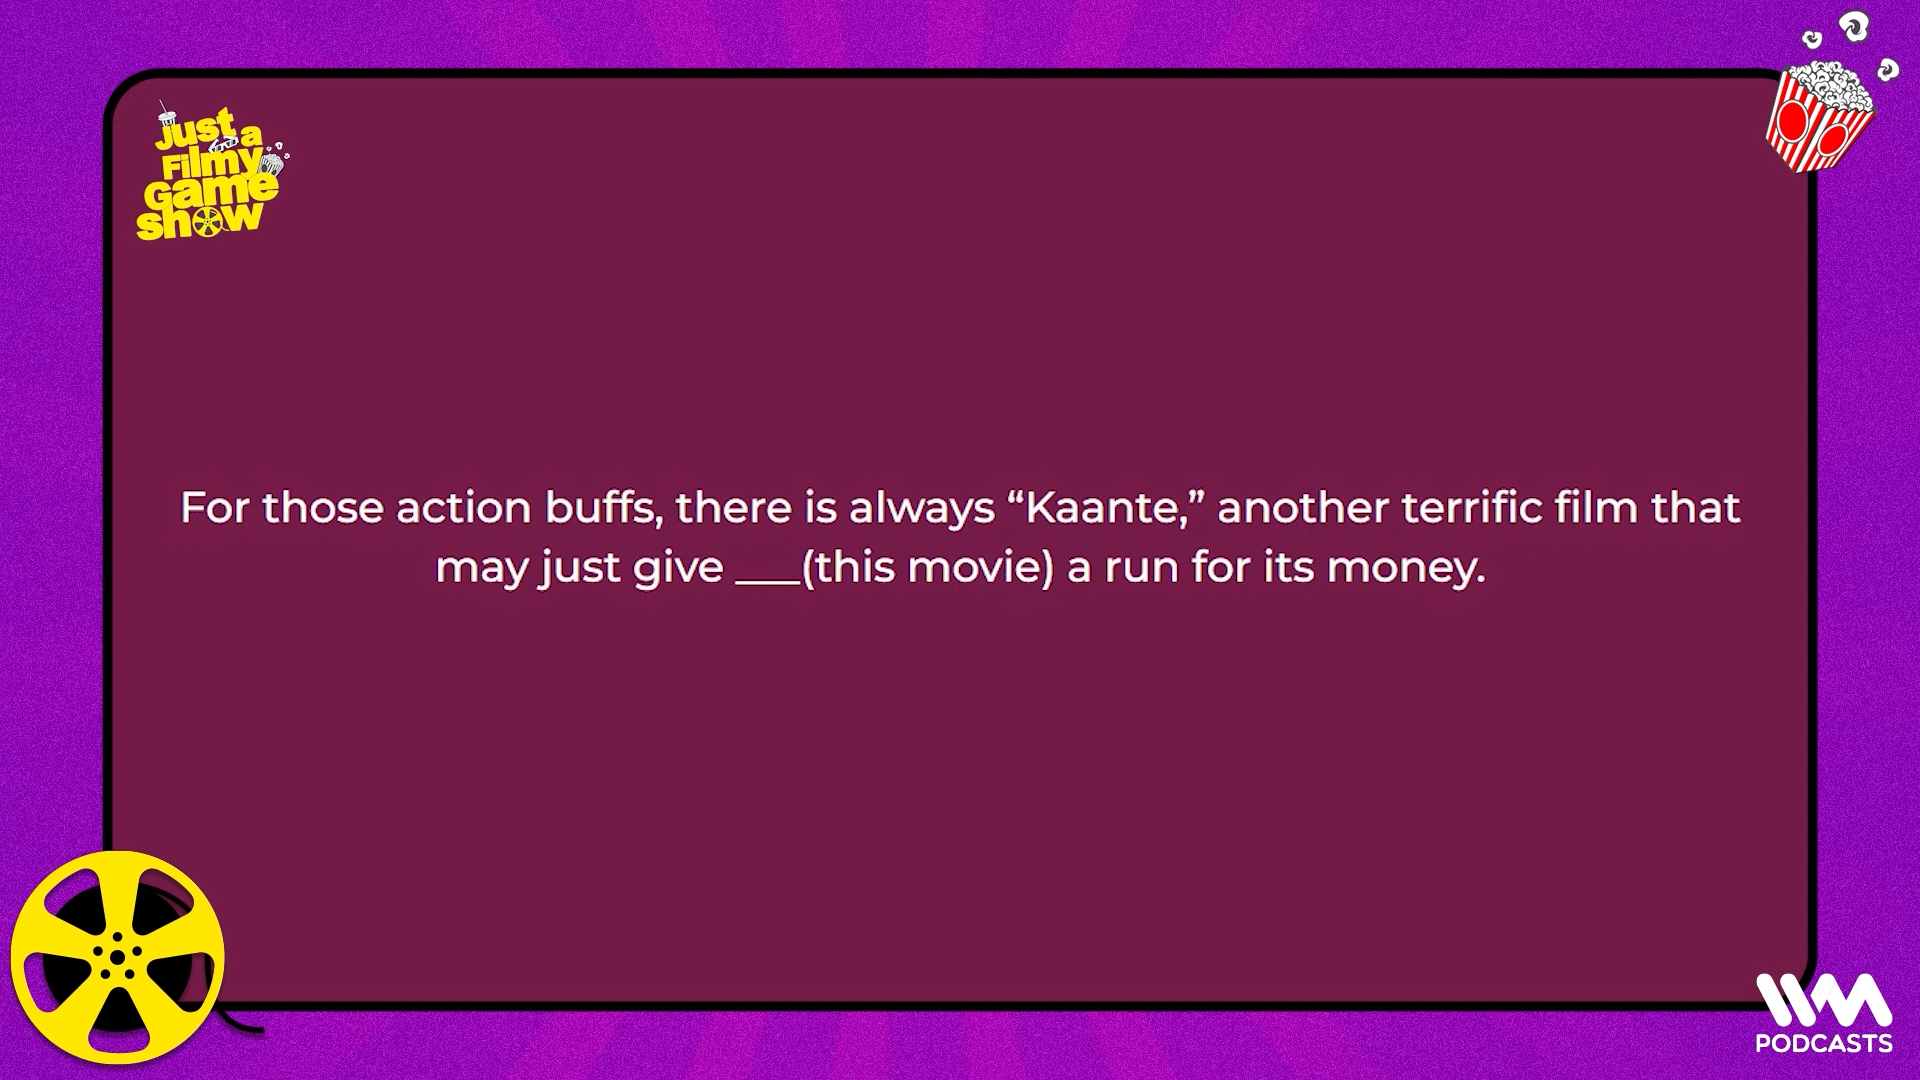 Just a
Filmy
Game
show
For those action buffs, there is always “Kaante,” another terrific film that
may just give ___(this movie) a run for its money.
IVM
PODCASTS